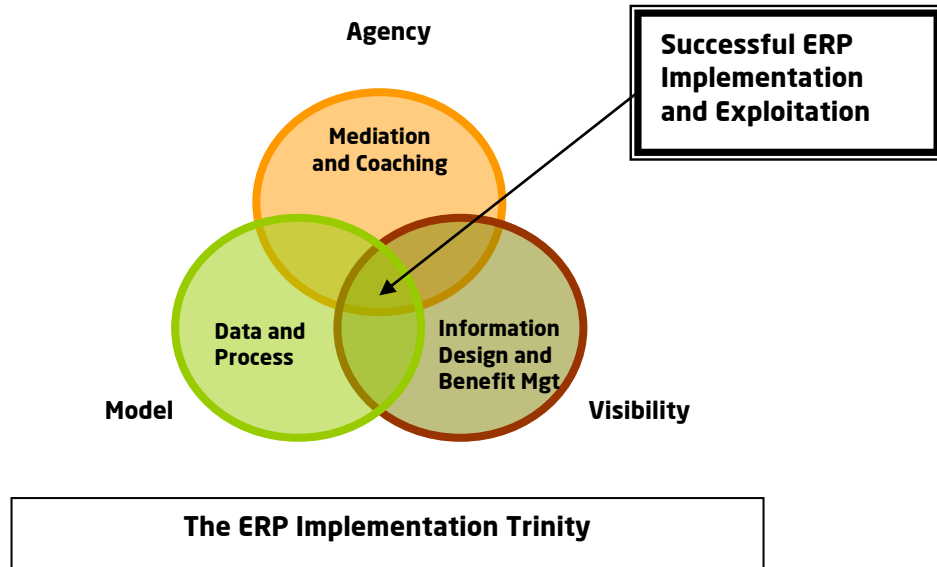 Agency
Successful ERP
Implementation
and Exploitation
Mediation
and Coaching
Data and
Process
Information
Design and
Benefit Mgt
Model
Visibility
The ERP Implementation Trinity